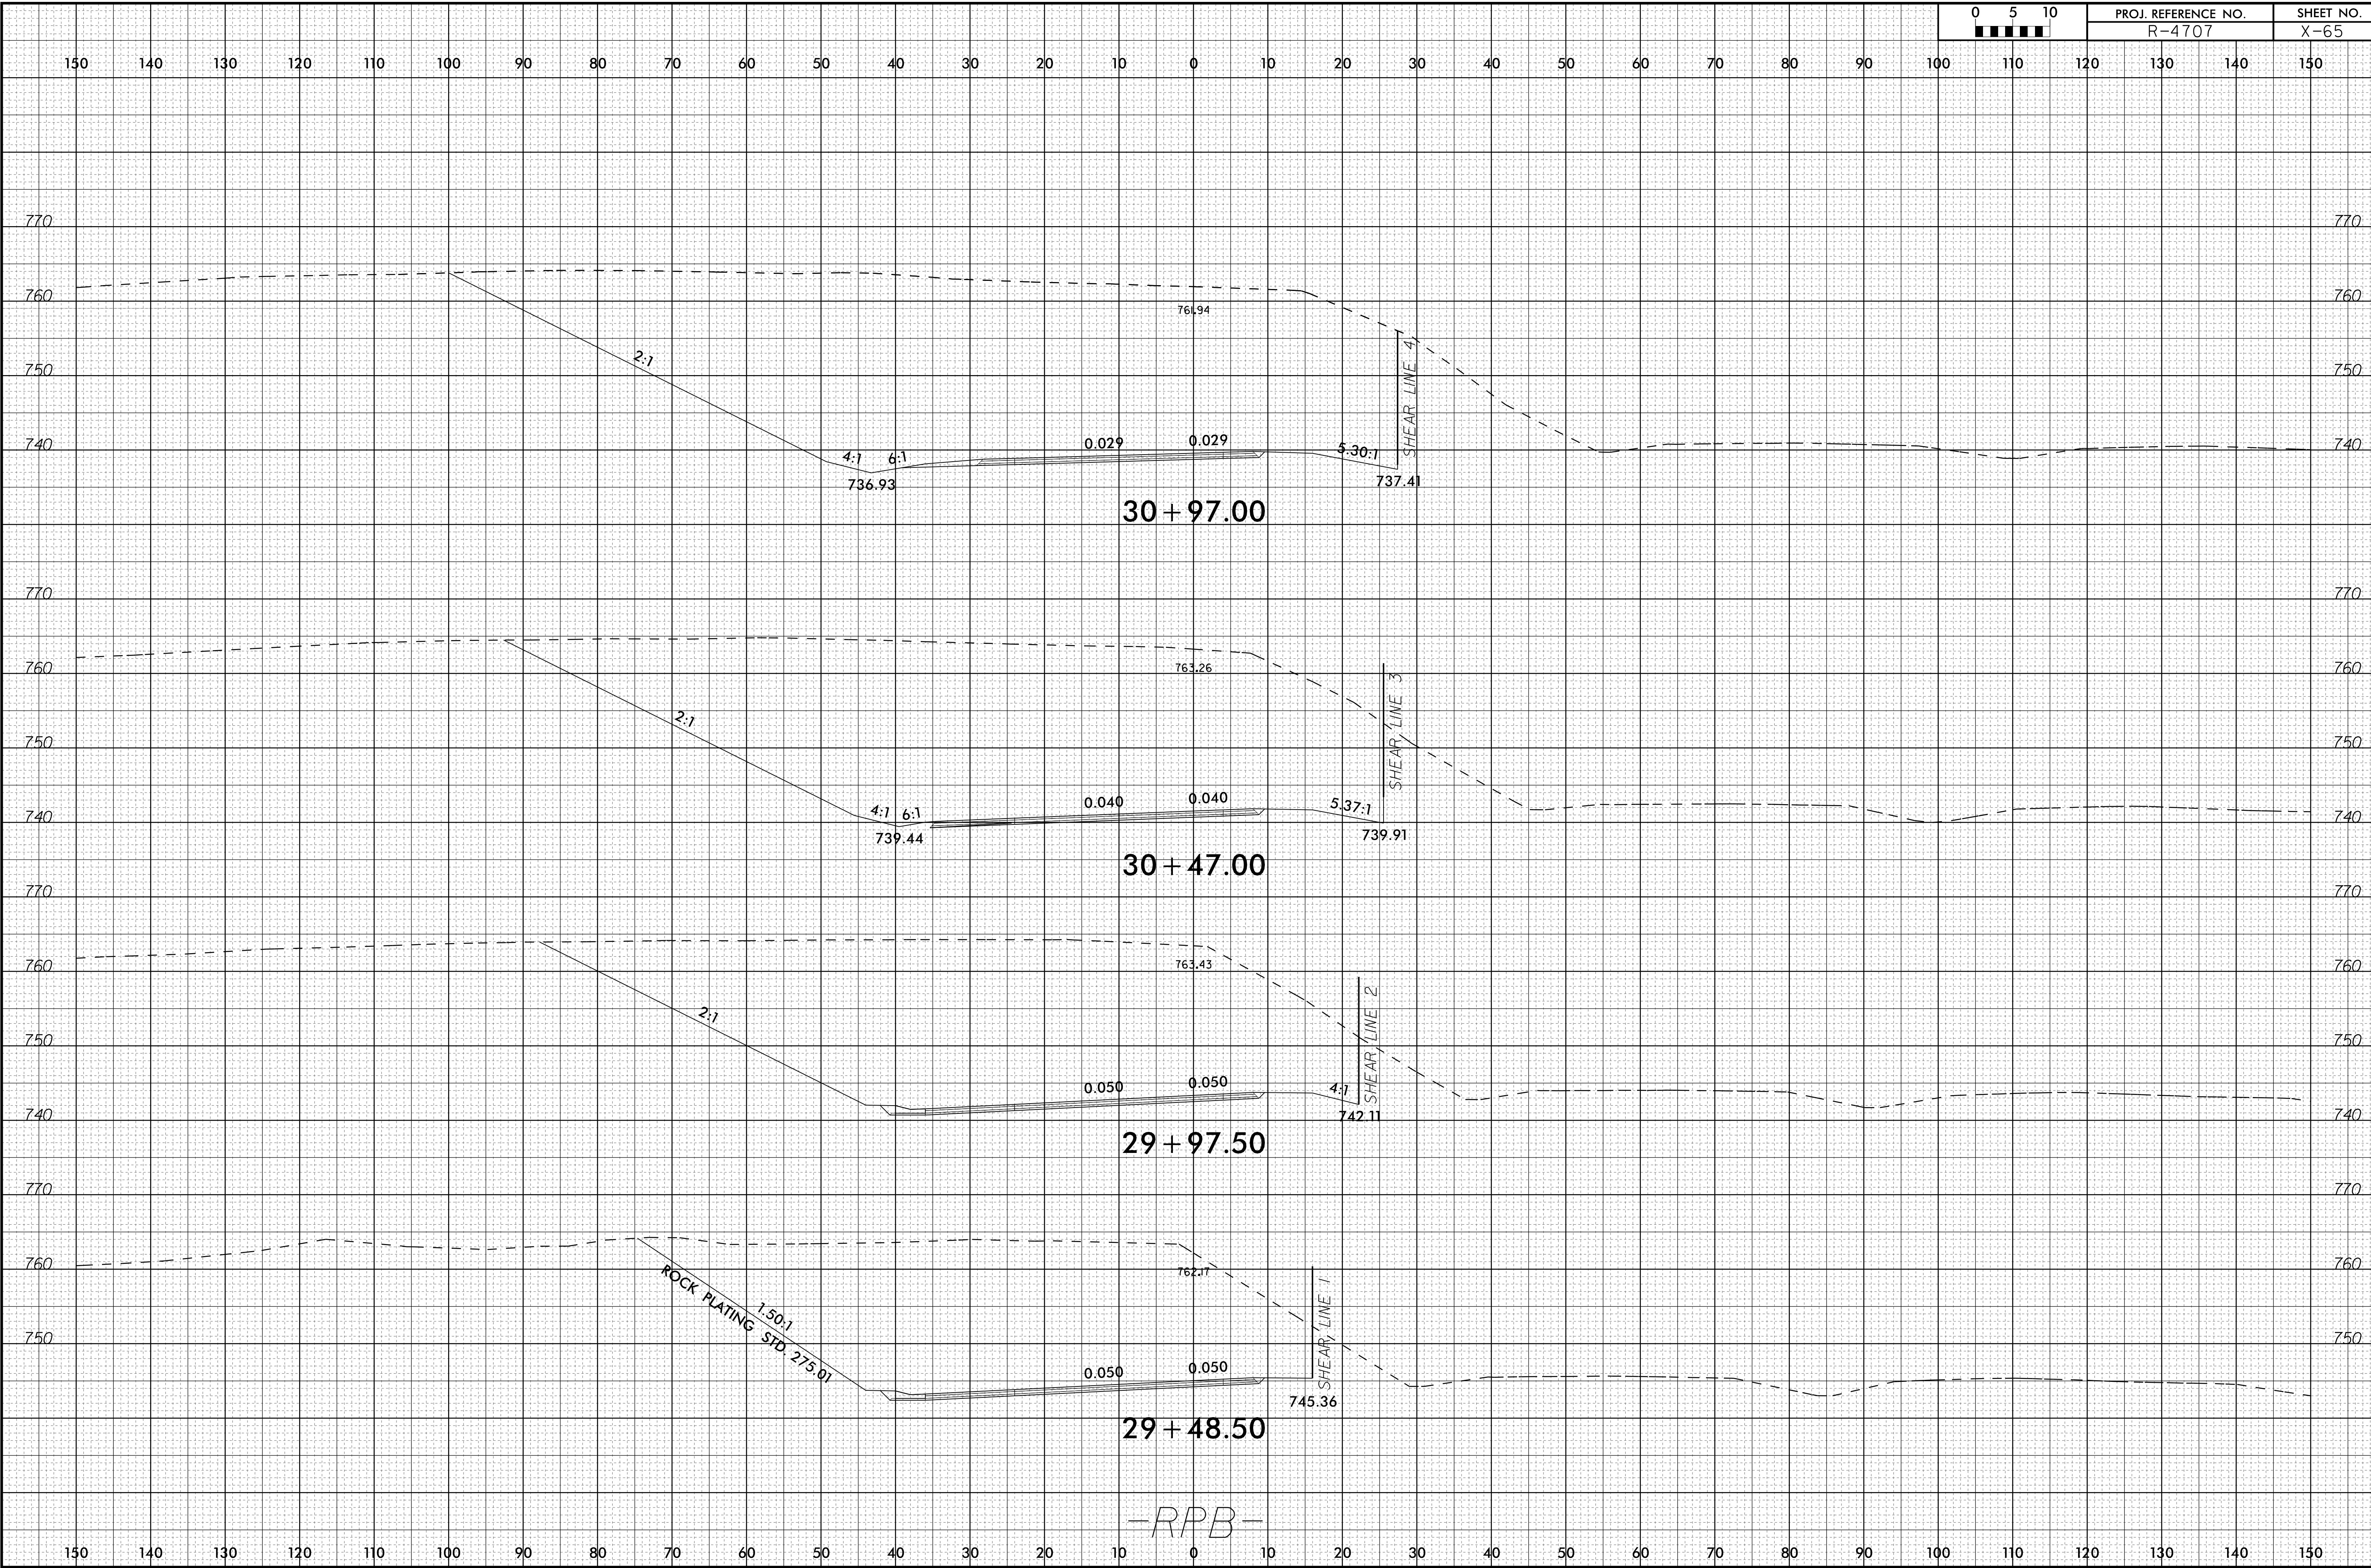 0 5 10
PROJ. REFERENCE NO. SHEET NO.
R-4707 X-65
150 140 130 120 110 100 90 80 70 60 50 40 30 20 10 0 10 20 30 40 50 60 70 80 90 100 110 120 130 140 150
770 770
760 760
761.94
2:1
SHEAR LINE 4
750 750
740 740
4:1 6:1 0.029 0.029 5.30:1
736.93 737.41
30+97.00
770 770
760 760
763.26
2:1
SHEAR LINE 3
750 750
740 740
4:1 6:1 0.040 0.040 5.37:1
739.44 739.91
30+47.00
770 770
760 760
763.43
2:1
SHEAR LINE 2
750 750
0.050 0.050 4:1
740 740
742.11
29+97.50
770 770
760 760
762.17
1.50:1
ROCK PLATING STD. 275.01
SHEAR LINE 1
750 750
0.050 0.050
745.36
29+48.50
-RPB-
150 140 130 120 110 100 90 80 70 60 50 40 30 20 10 0 10 20 30 40 50 60 70 80 90 100 110 120 130 140 150